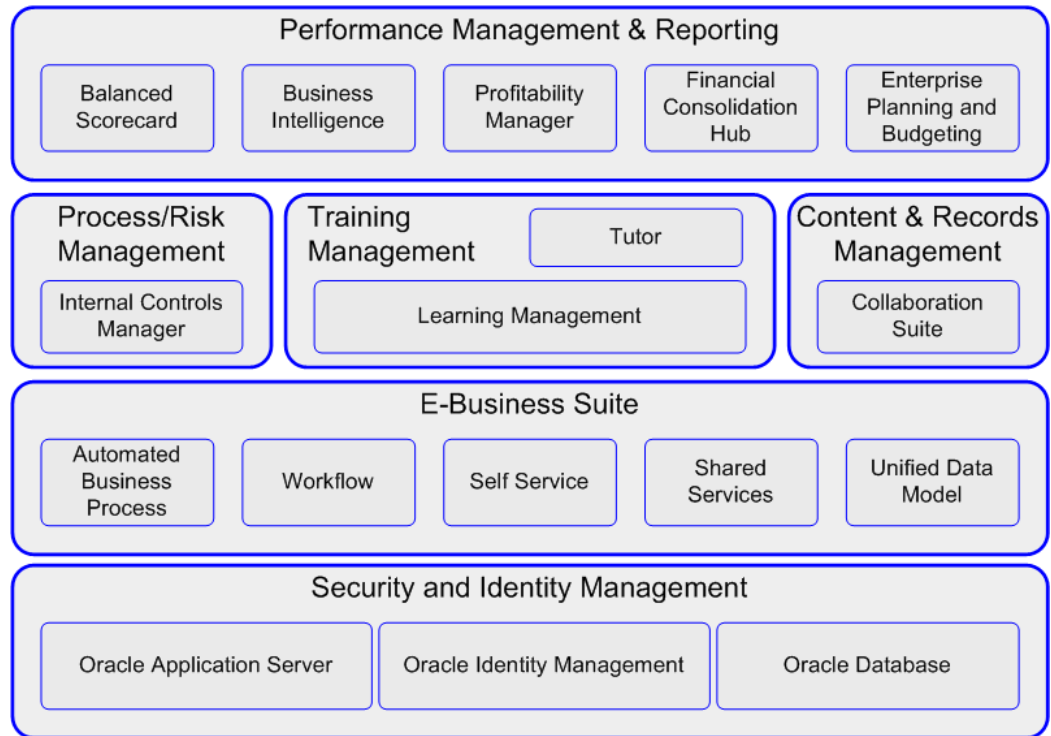 Performance Management & Reporting
Balanced
Scorecard
Business
Intelligence
Profitability
Manager
Financial
Consolidation
Hub
Enterprise
Planning and
Budgeting
Process/Risk
Management
Internal Controls
Manager
Training
Management
Tutor
Learning Management
Content & Records
Management
Collaboration
Suite
E-Business Suite
Automated
Business
Process
Workflow
Self Service
Shared
Services
Unified Data
Model
Security and Identity Management
Oracle Application Server
Oracle Identity Management
Oracle Database